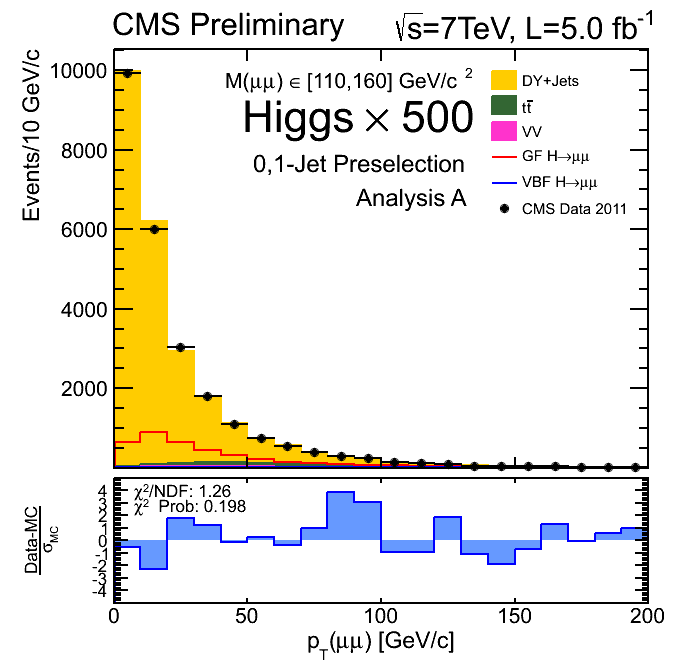 CMS Preliminary √s=7TeV, L=5.0 fb⁻¹
Events/10 GeV/c
10000
8000
6000
4000
2000
M(μμ) ∈ [110,160] GeV/c ²
Higgs × 500
0,1-Jet Preselection
Analysis A
DY+Jets
tt̄
VV
GF H→μμ
VBF H→μμ
CMS Data 2011
Data-MC
σMC
4
3
2
1
0
-1
-2
-3
-4
χ²/NDF: 1.26
χ² Prob: 0.198
0 50 100 150 200
pT(μμ) [GeV/c]